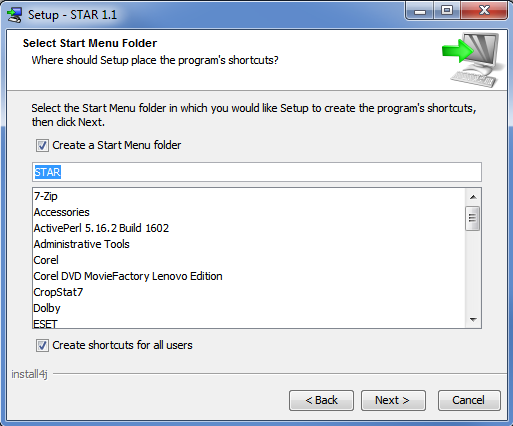 Setup - STAR 1.1
Select Start Menu Folder
Where should Setup place the program's shortcuts?
Select the Start Menu folder in which you would like Setup to create the program's shortcuts,
then click Next.
Create a Start Menu folder
STAR
7-Zip
Accessories
ActivePerl 5.16.2 Build 1602
Administrative Tools
Corel
Corel DVD MovieFactory Lenovo Edition
CropStat7
Dolby
ESET
Create shortcuts for all users
install4j
< Back
Next >
Cancel